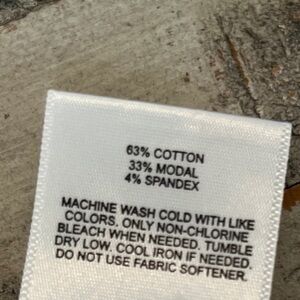 63% COTTON
33% MODAL
4% SPANDEX
MACHINE WASH COLD WITH LIKE
COLORS. ONLY NON-CHLORINE
BLEACH WHEN NEEDED. TUMBLE
DRY LOW. COOL IRON IF NEEDED.
DO NOT USE FABRIC SOFTENER.